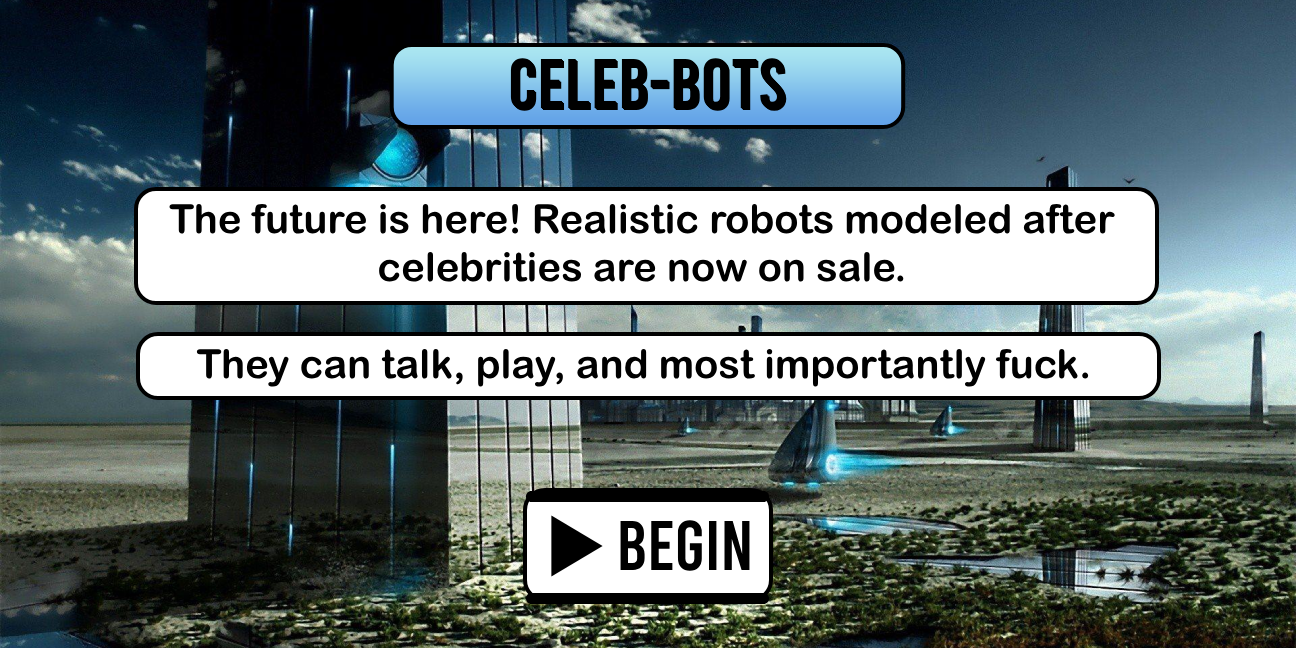 CELEB-BOTS
The future is here! Realistic robots modeled after
celebrities are now on sale.
They can talk, play, and most importantly fuck.
BEGIN